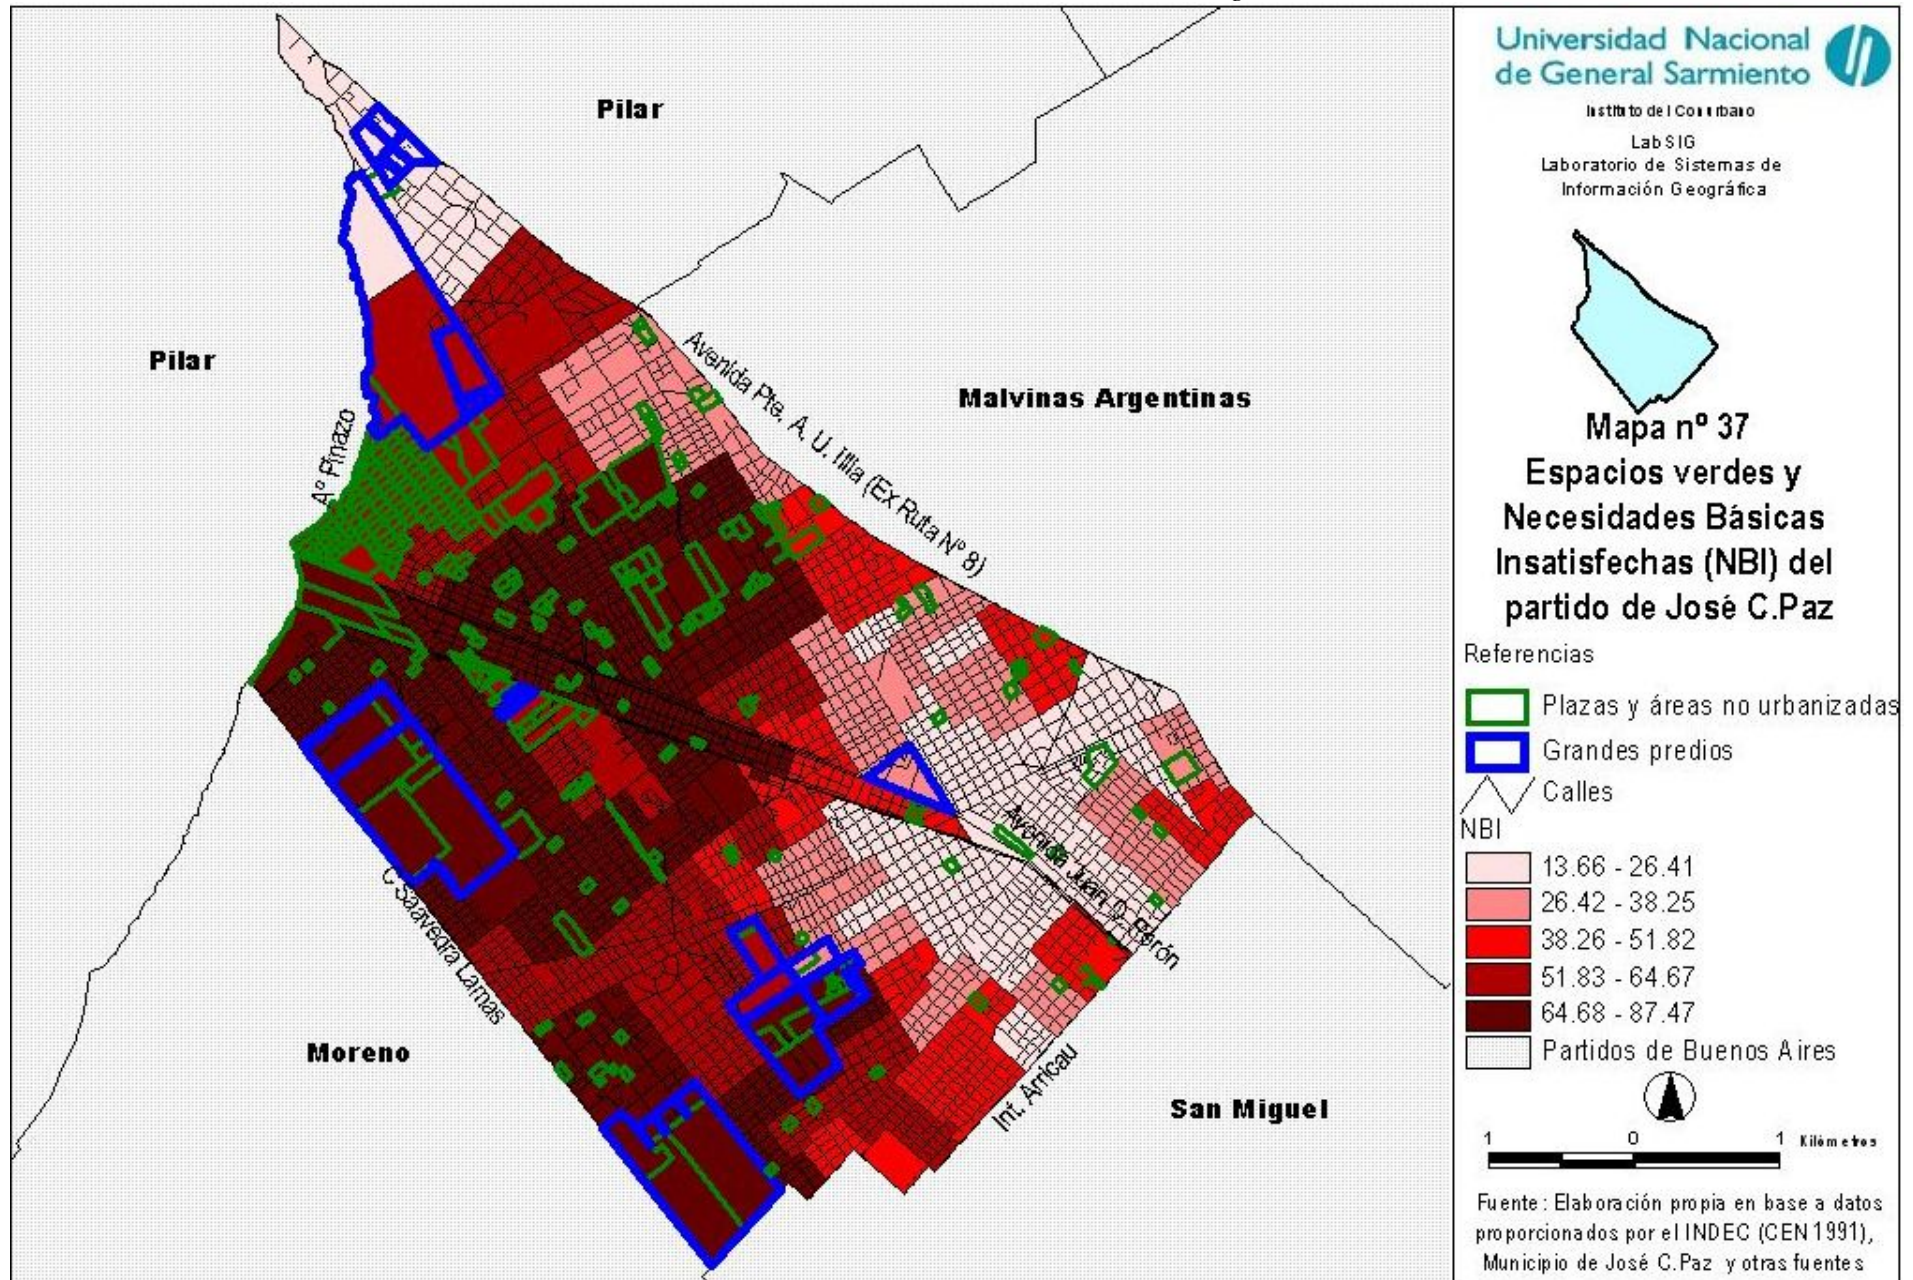 Pilar
Pilar
Malvinas Argentinas
Moreno
San Miguel
Avenida Pte. A. U. Illia (Ex Ruta Nº 8)
Aº Pinazo
C Saavedra Lamas
Avenida Juan D. Perón
Int. Arricau
Universidad Nacional
de General Sarmiento
Instituto del Conurbano
LabSIG
Laboratorio de Sistemas de
Información Geográfica
Mapa nº 37
Espacios verdes y
Necesidades Básicas
Insatisfechas (NBI) del
partido de José C.Paz
Referencias
Plazas y áreas no urbanizadas
Grandes predios
Calles
NBI
13.66 - 26.41
26.42 - 38.25
38.26 - 51.82
51.83 - 64.67
64.68 - 87.47
Partidos de Buenos Aires
1 0 1 Kilómetros
Fuente: Elaboración propia en base a datos
proporcionados por el INDEC (CEN 1991),
Municipio de José C.Paz y otras fuentes